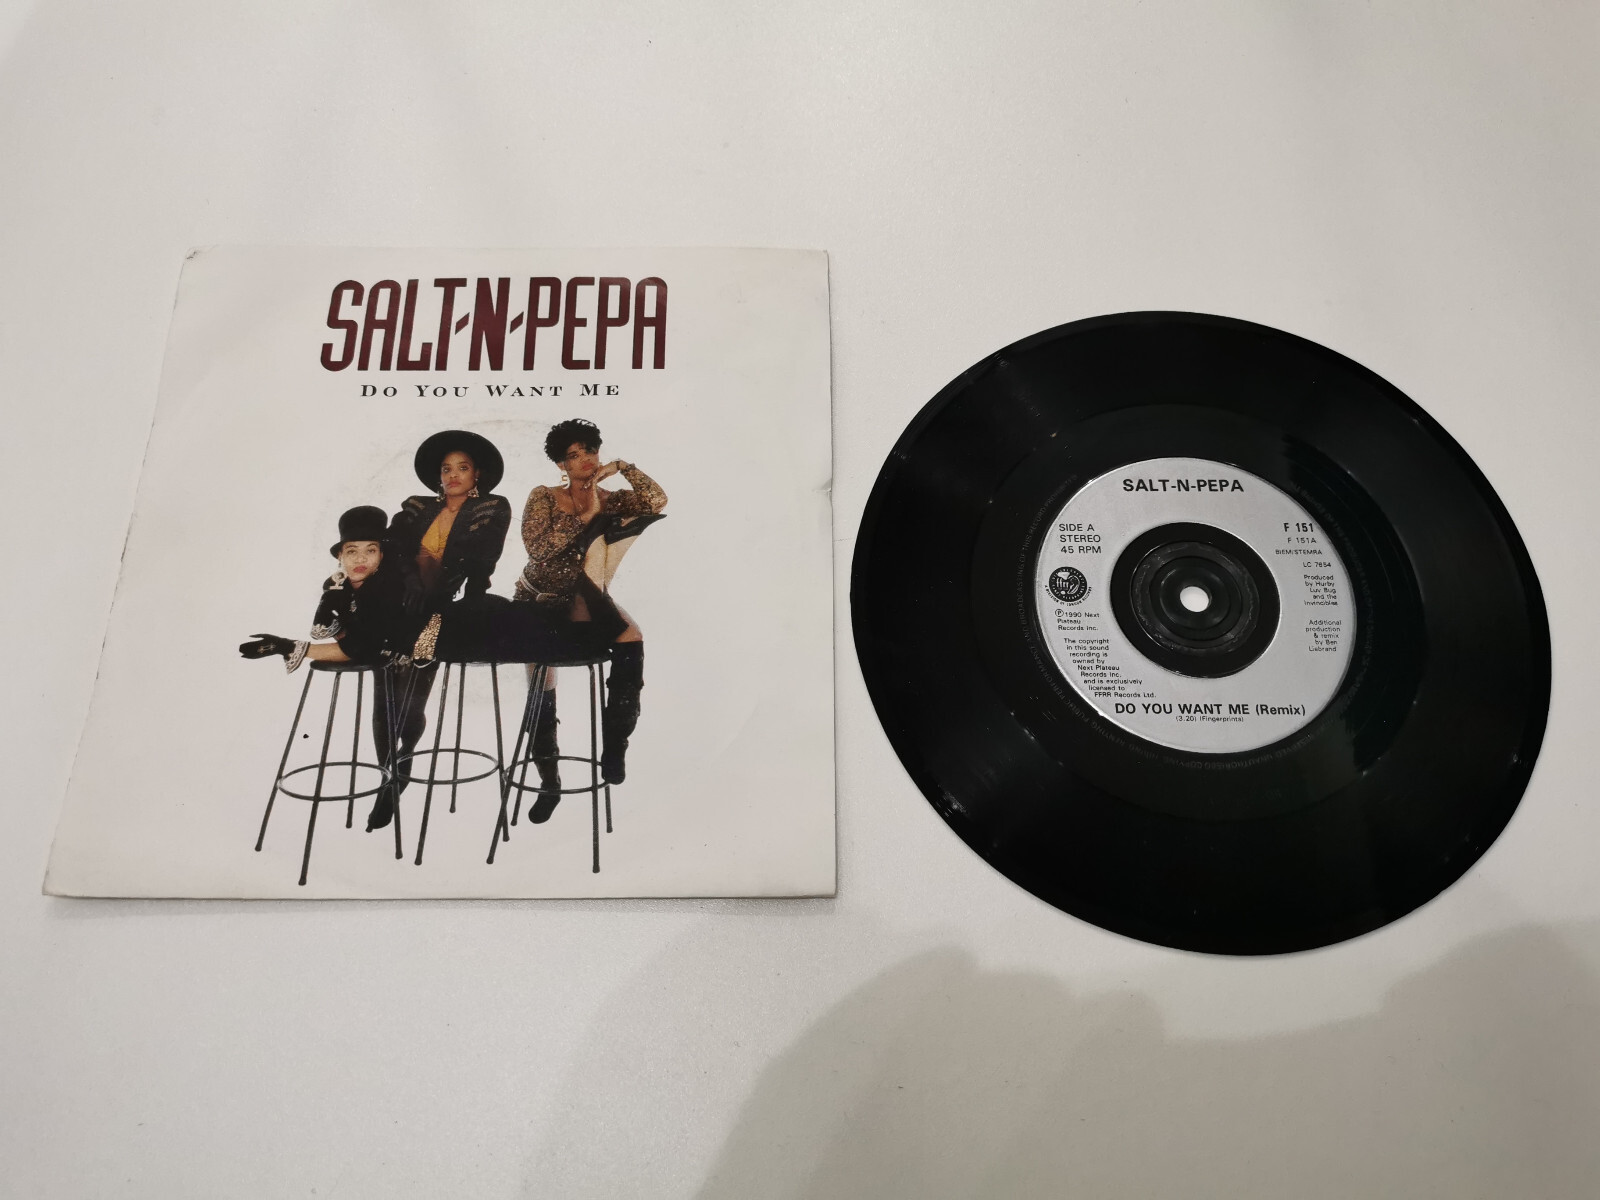 SALT-N-PEPA
DO YOU WANT ME
SALT-N-PEPA
SIDE A
STEREO
45 RPM
ffrr
℗ 1990 Next
Plateau
Records Inc.
The copyright
in this sound
recording is
owned by
Next Plateau
Records Inc.
and is exclusively
licensed to
FFRR Records Ltd.
F 151
F 151A
BIEM/STEMRA
LC 7654
Produced
by Hurby
Luv Bug
and the
Invincibles
Additional
production
& remix
by Ben
Liebrand
DO YOU WANT ME (Remix)
(3.20) (Fingerprints)